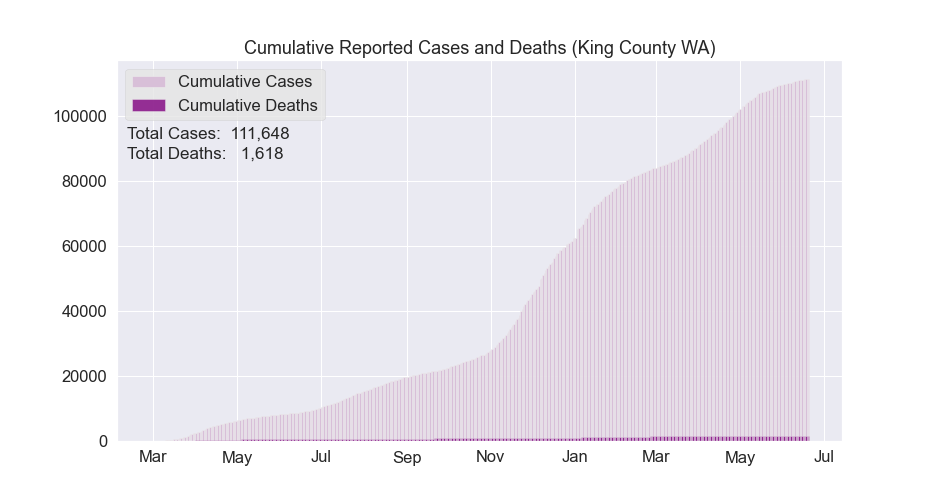 Cumulative Reported Cases and Deaths (King County WA)
Cumulative Cases
Cumulative Deaths
Total Cases:  111,648
Total Deaths:   1,618
100000
80000
60000
40000
20000
0
Mar May Jul Sep Nov Jan Mar May Jul